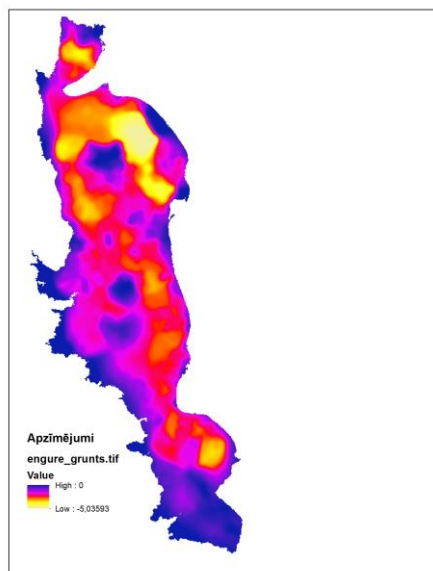 Apzīmējumi
engure_grunts.tif
Value
High : 0
Low : -5,03593